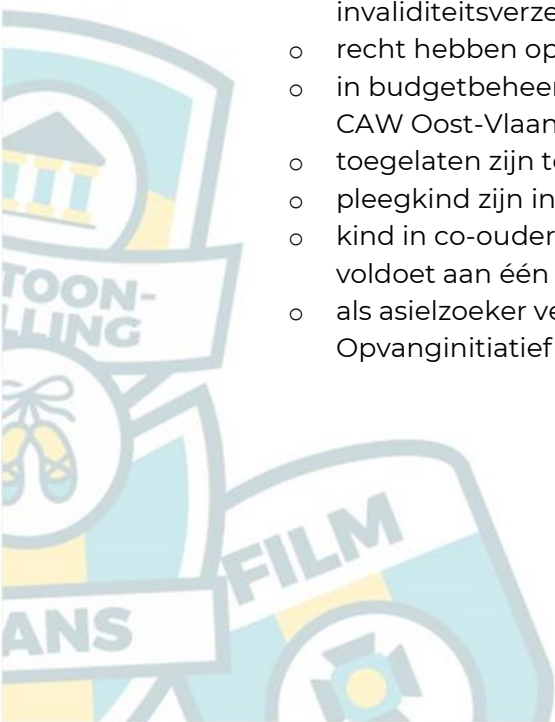 invaliditeitsverze
o recht hebben op
o in budgetbeheer
CAW Oost-Vlaan
o toegelaten zijn t
o pleegkind zijn in
o kind in co-ouder
voldoet aan één
o als asielzoeker ve
Opvanginitiatief
TOON-
LLING
FILM
ANS